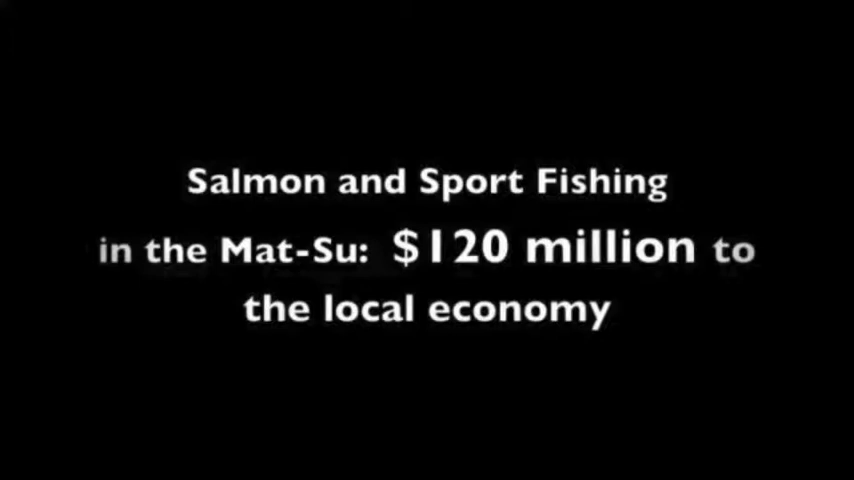 Salmon and Sport Fishing
in the Mat-Su: $120 million to
the local economy